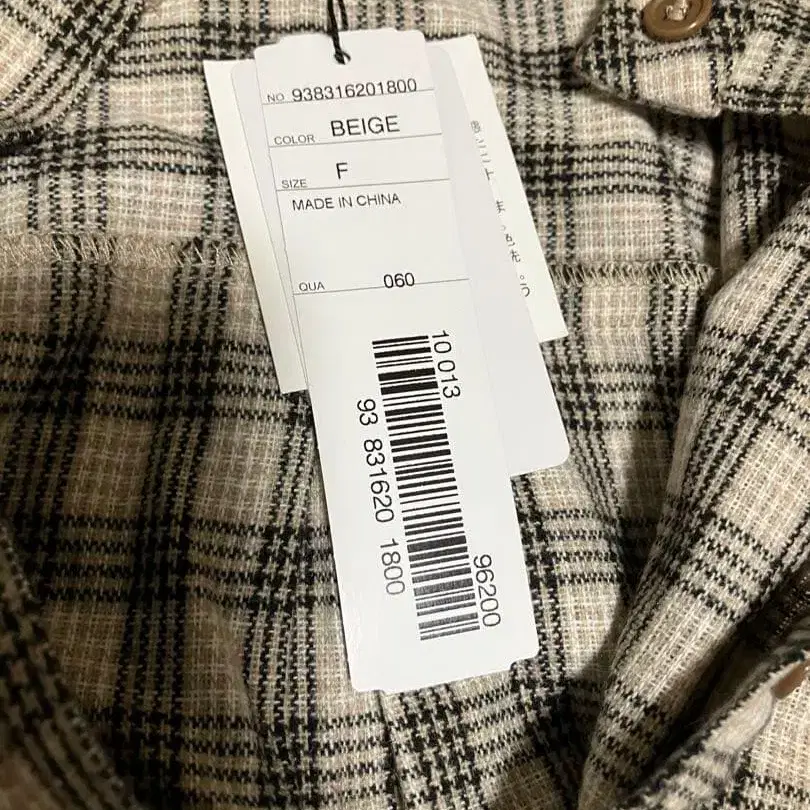 NO 938316201800
COLOR BEIGE
SIZE F
MADE IN CHINA
QUA 060
10 013
93 831620 1800
96200